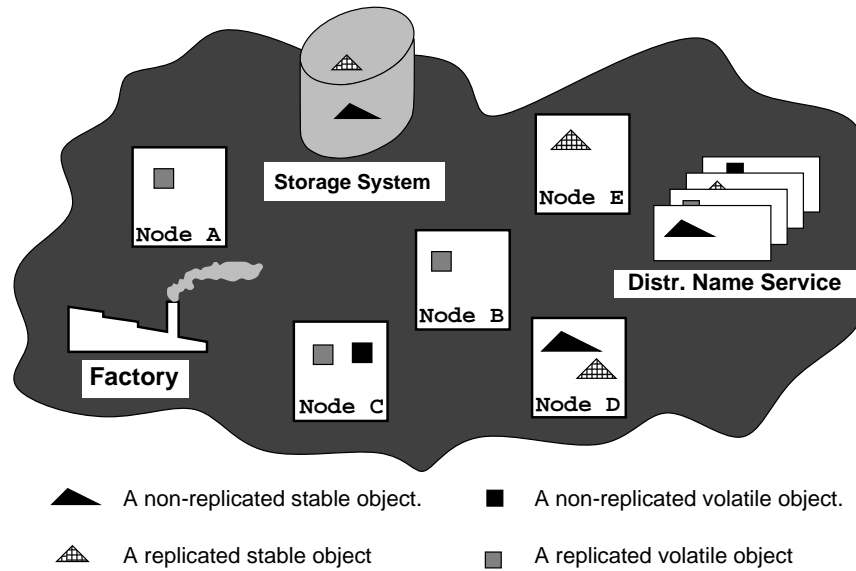 Storage System
Node A
Node E
Distr. Name Service
Node B
Factory
Node C
Node D
A non-replicated stable object.
A non-replicated volatile object.
A replicated stable object
A replicated volatile object